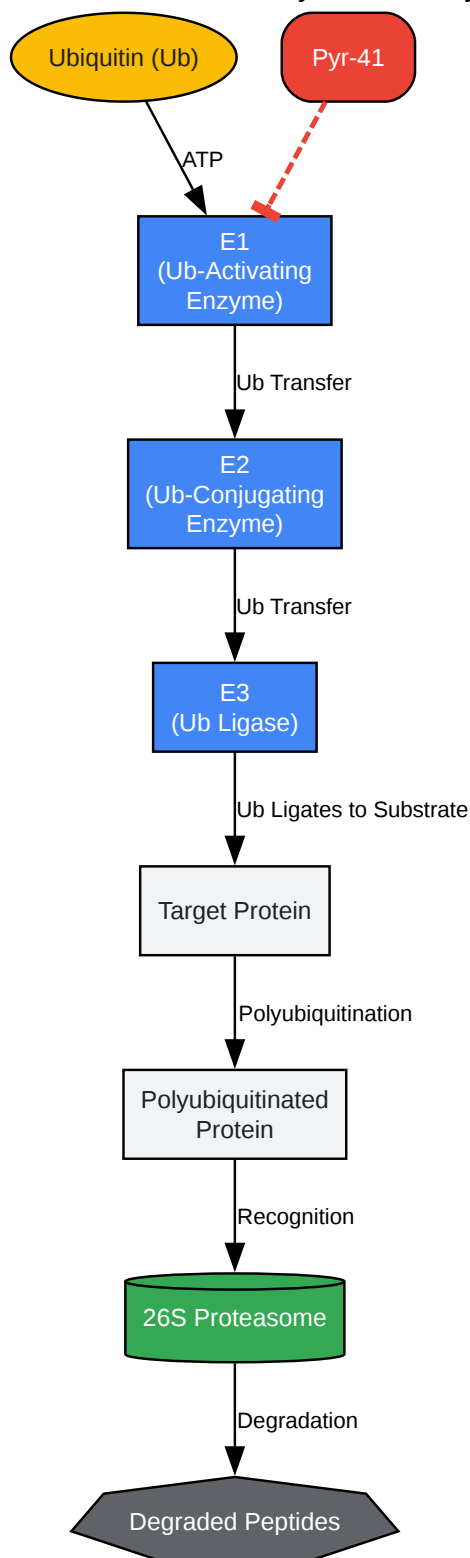 Ubiquitin (Ub)
Pyr-41
ATP
E1
(Ub-Activating
Enzyme)
Ub Transfer
E2
(Ub-Conjugating
Enzyme)
Ub Transfer
E3
(Ub Ligase)
Ub Ligates to Substrate
Target Protein
Polyubiquitination
Polyubiquitinated
Protein
Recognition
26S Proteasome
Degradation
Degraded Peptides